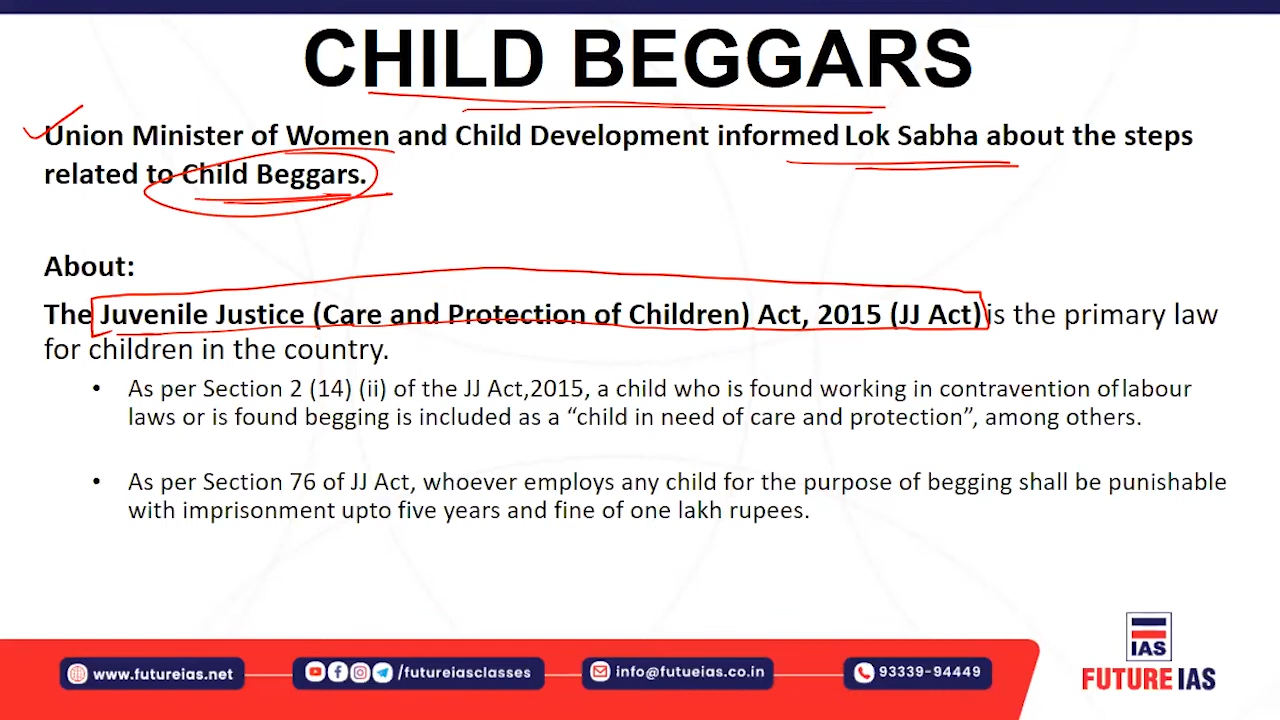 CHILD BEGGARS
Union Minister of Women and Child Development informed Lok Sabha about the steps
related to Child Beggars.
About:
The Juvenile Justice (Care and Protection of Children) Act, 2015 (JJ Act) is the primary law
for children in the country.
• As per Section 2 (14) (ii) of the JJ Act,2015, a child who is found working in contravention of labour
laws or is found begging is included as a “child in need of care and protection”, among others.
• As per Section 76 of JJ Act, whoever employs any child for the purpose of begging shall be punishable
with imprisonment upto five years and fine of one lakh rupees.
www.futureias.net
/futureiasclasses
info@futueias.co.in
93339-94449
IAS
FUTURE IAS